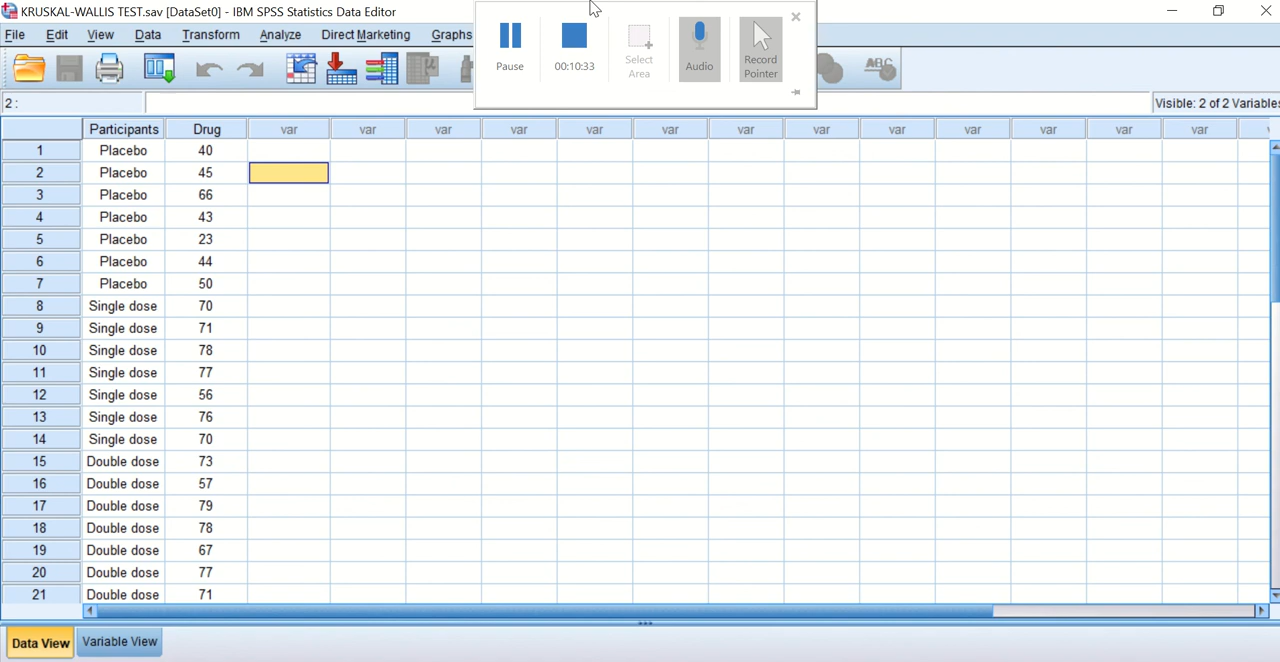 KRUSKAL-WALLIS TEST.sav [DataSet0] - IBM SPSS Statistics Data Editor
File Edit View Data Transform Analyze Direct Marketing Graphs
Pause 00:10:33 Select Area Audio Record Pointer
ABC
2 : Visible: 2 of 2 Variables
Participants Drug var var var var var var var var var var var var var
1 Placebo 40
2 Placebo 45
3 Placebo 66
4 Placebo 43
5 Placebo 23
6 Placebo 44
7 Placebo 50
8 Single dose 70
9 Single dose 71
10 Single dose 78
11 Single dose 77
12 Single dose 56
13 Single dose 76
14 Single dose 70
15 Double dose 73
16 Double dose 57
17 Double dose 79
18 Double dose 78
19 Double dose 67
20 Double dose 77
21 Double dose 71
Data View Variable View